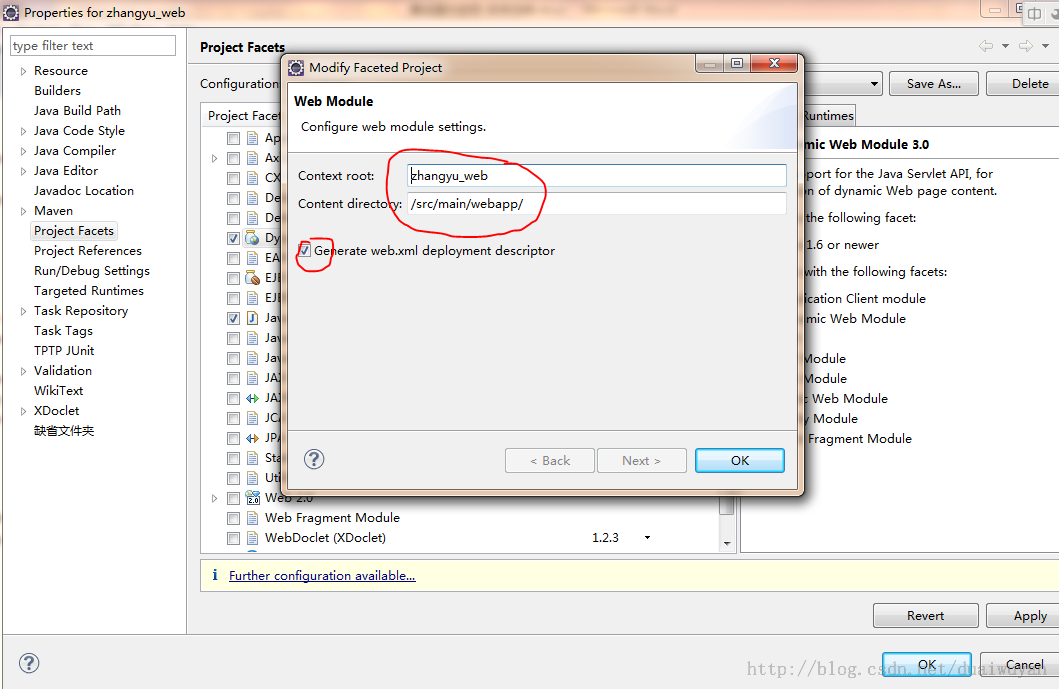 Properties for zhangyu_web
type filter text
Resource
Builders
Java Build Path
Java Code Style
Java Compiler
Java Editor
Javadoc Location
Maven
Project Facets
Project References
Run/Debug Settings
Targeted Runtimes
Task Repository
Task Tags
TPTP JUnit
Validation
WikiText
XDoclet
缺省文件夹
Project Facets
Configuration
Save As...
Delete
Project Facet
Runtimes
Ap
Ax
CX
De
De
Dy
EA
EJB
EJB
Jav
Jav
Jav
JAX
JAX
JCA
JPA
Sta
Uti
Web 2.0
Web Fragment Module
WebDoclet (XDoclet)
1.2.3
mic Web Module 3.0
port for the Java Servlet API, for
n of dynamic Web page content.
the following facet:
1.6 or newer
with the following facets:
ication Client module
mic Web Module
Module
Module
c Web Module
y Module
Fragment Module
Modify Faceted Project
Web Module
Configure web module settings.
Context root:
zhangyu_web
Content directory:
/src/main/webapp/
Generate web.xml deployment descriptor
< Back
Next >
OK
Further configuration available...
Revert
Apply
OK
Cancel
http://blog.csdn.net/duaiwuyan